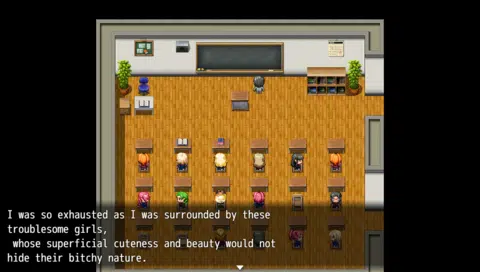 I was so exhausted as I was surrounded by these
troublesome girls,
whose superficial cuteness and beauty would not
hide their bitchy nature.